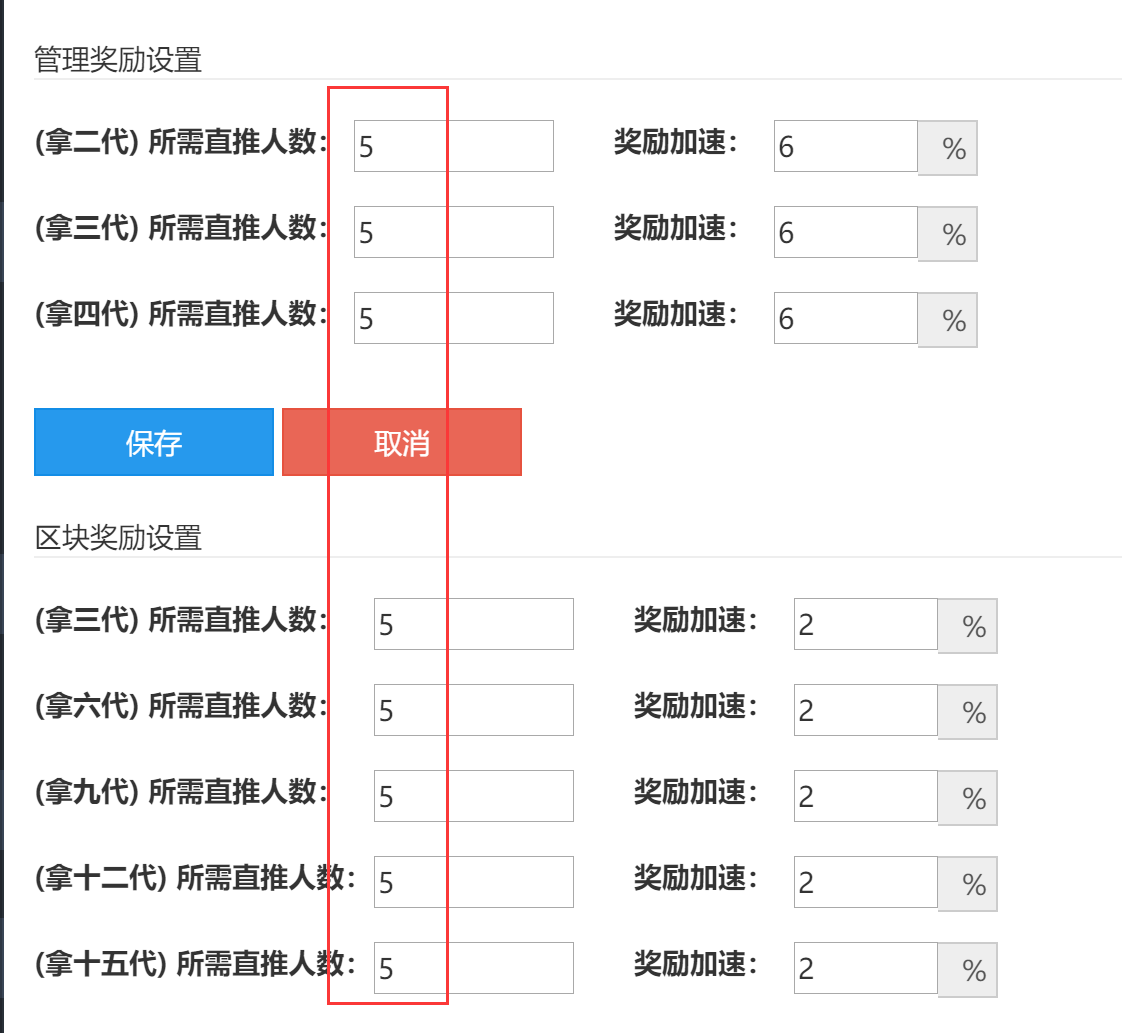 管理奖励设置
(拿二代) 所需直推人数: 5 奖励加速: 6 %
(拿三代) 所需直推人数: 5 奖励加速: 6 %
(拿四代) 所需直推人数: 5 奖励加速: 6 %
保存 取消
区块奖励设置
(拿三代) 所需直推人数: 5 奖励加速: 2 %
(拿六代) 所需直推人数: 5 奖励加速: 2 %
(拿九代) 所需直推人数: 5 奖励加速: 2 %
(拿十二代) 所需直推人数: 5 奖励加速: 2 %
(拿十五代) 所需直推人数: 5 奖励加速: 2 %